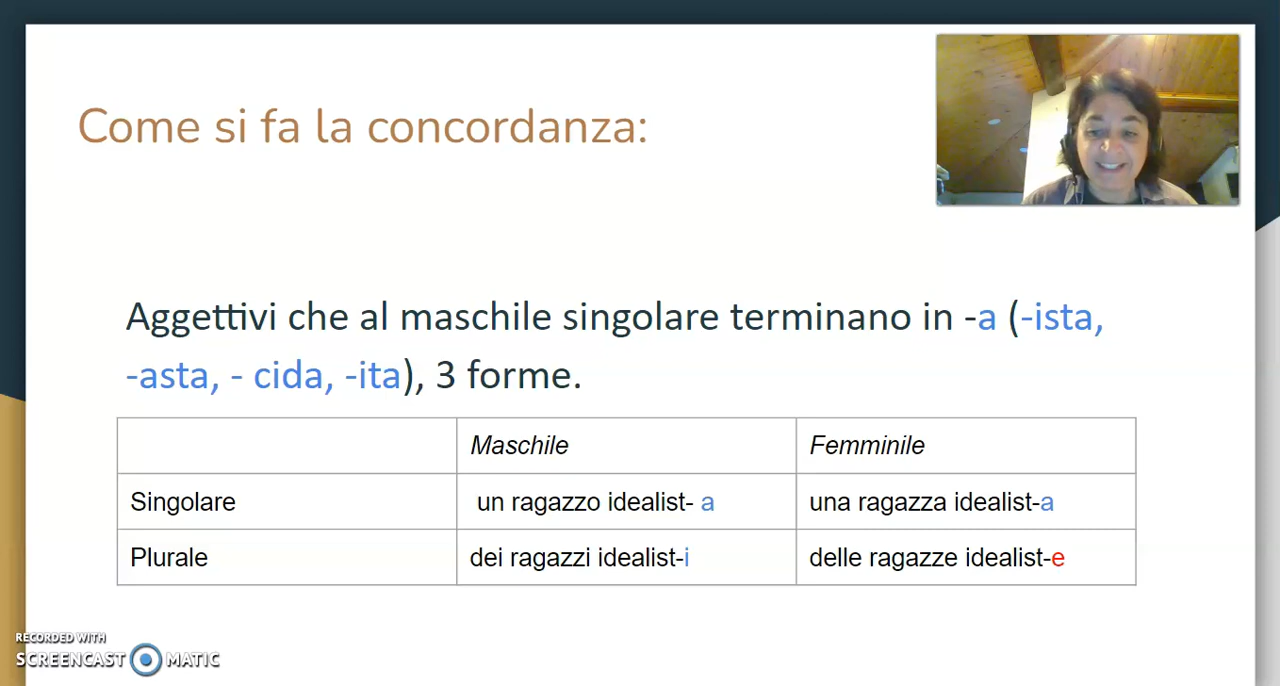 Come si fa la concordanza:
Aggettivi che al maschile singolare terminano in -a (-ista,
-asta, - cida, -ita), 3 forme.
Maschile Femminile
Singolare un ragazzo idealist- a una ragazza idealist-a
Plurale dei ragazzi idealist-i delle ragazze idealist-e
RECORDED WITH
SCREENCAST MATIC